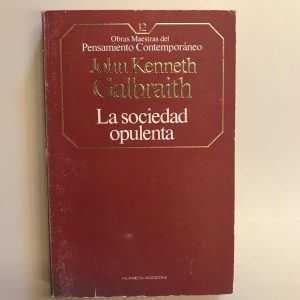 12
Obras Maestras del
Pensamiento Contemporáneo
John Kenneth
Galbraith
La sociedad
opulenta
PLANETA-AGOSTINI